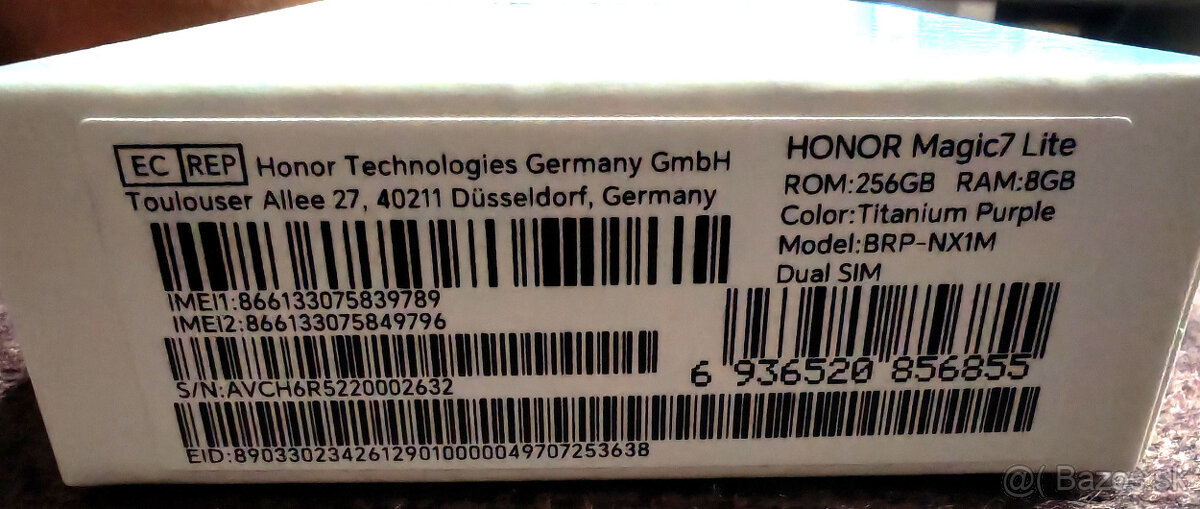 EC REP Honor Technologies Germany GmbH
Toulouser Allee 27, 40211 Düsseldorf, Germany
IMEI1:866133075839789
IMEI2:866133075849796
S/N:AVCH6R5220002632
EID:89033023426129010000049707253638
HONOR Magic7 Lite
ROM:256GB RAM:8GB
Color:Titanium Purple
Model:BRP-NX1M
Dual SIM
6 936520 856855
@( Bazos.sk